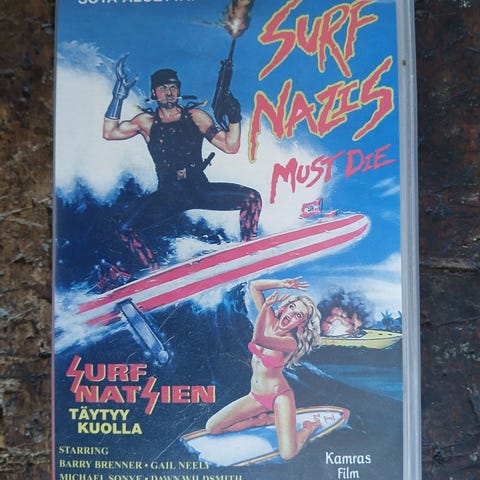 SURF
NAZIS
MUST DIE
SURF
NATSIEN
TÄYTYY
KUOLLA
STARRING
BARRY BRENNER • GAIL NEELY
MICHAEL SONYE • DAWN WILDSMITH
Kamras
Film